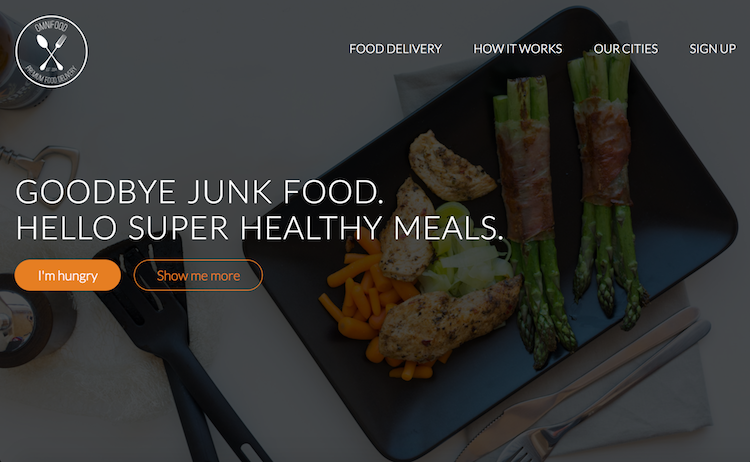 OMNIFOOD
PREMIUM FOOD DELIVERY
FOOD DELIVERY
HOW IT WORKS
OUR CITIES
SIGN UP
GOODBYE JUNK FOOD.
HELLO SUPER HEALTHY MEALS.
I'm hungry
Show me more